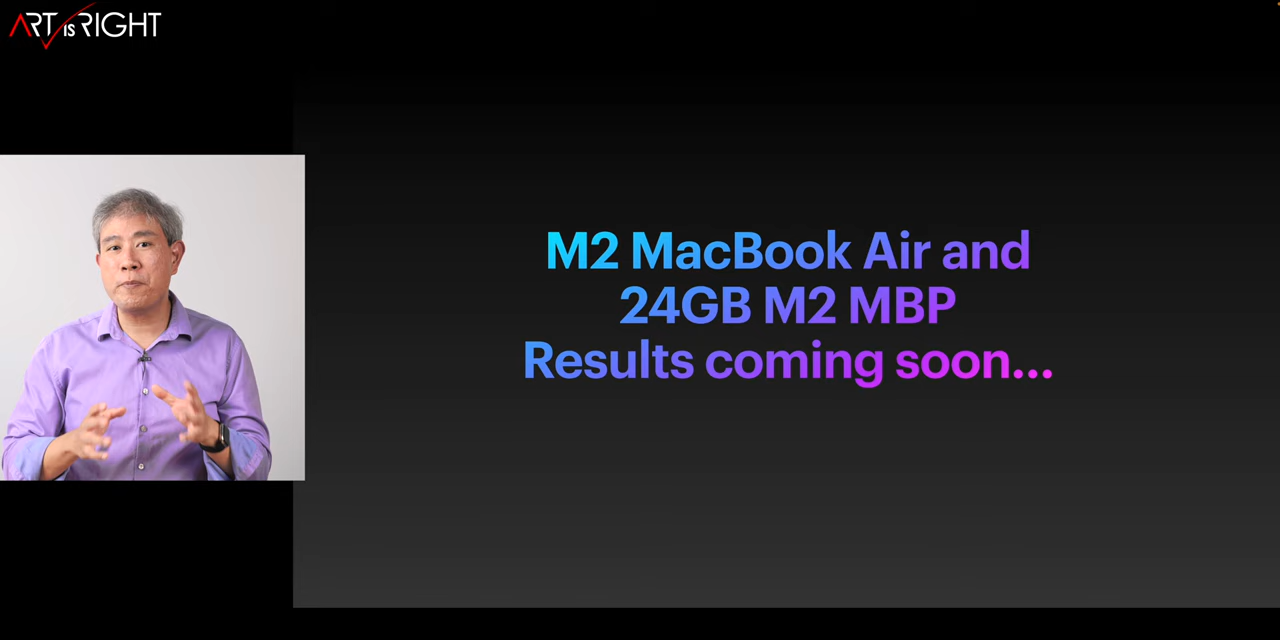 ART IS RIGHT
M2 MacBook Air and
24GB M2 MBP
Results coming soon...